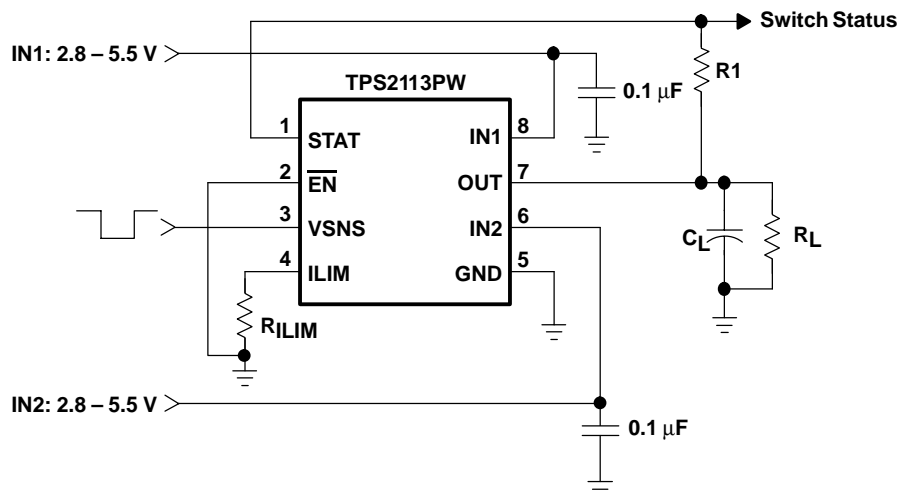 Switch Status
IN1: 2.8 – 5.5 V
R1
TPS2113PW
0.1 µF
1
STAT
IN1
8
2
EN
OUT
7
3
VSNS
IN2
6
4
ILIM
GND
5
CL
RL
RILIM
IN2: 2.8 – 5.5 V
0.1 µF